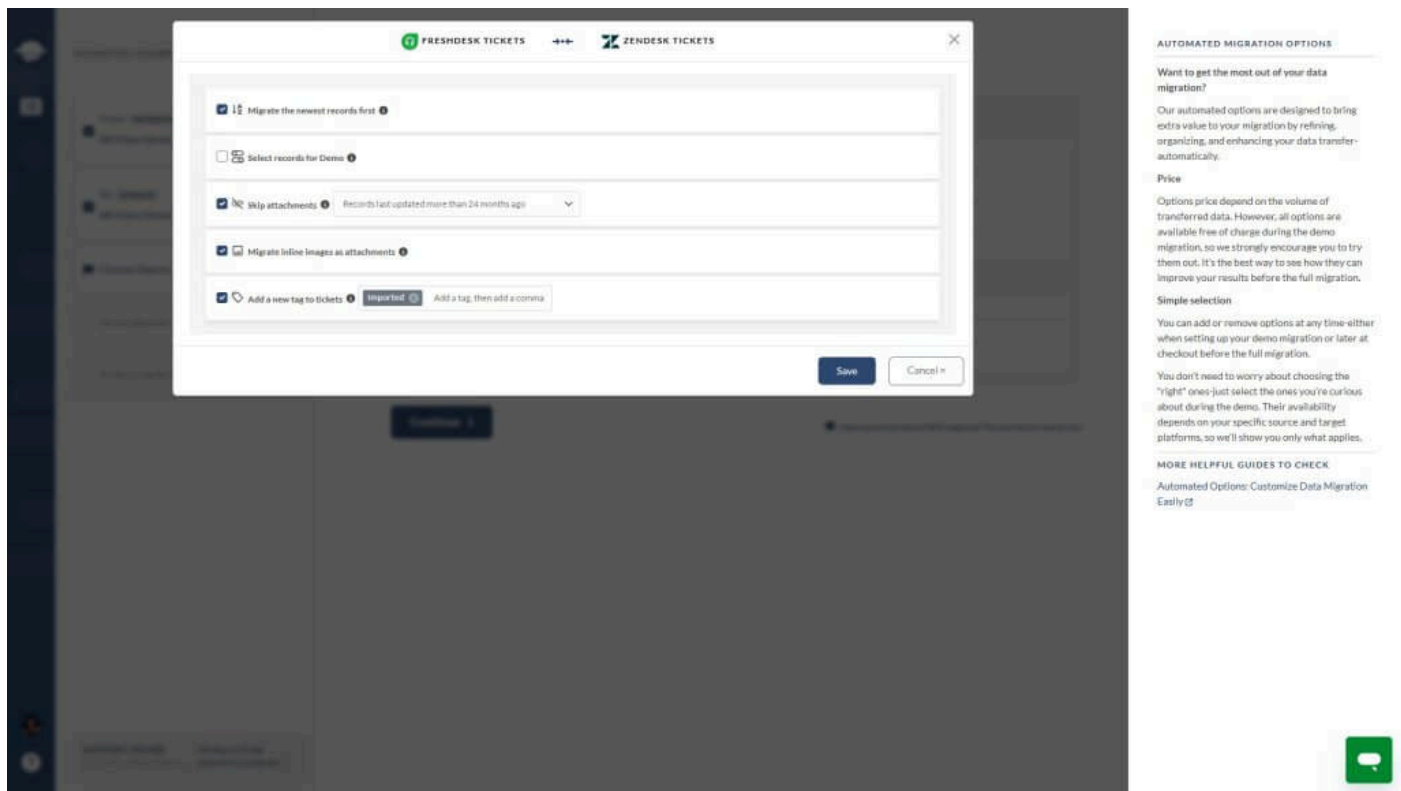 FRESHDESK TICKETS
ZENDESK TICKETS
Migrate the newest records first
Select records for Demo
Skip attachments Records last updated more than 24 months ago
Migrate inline images as attachments
Add a new tag to tickets Imported Add a tag, then add a comma
Save Cancel ×
AUTOMATED MIGRATION OPTIONS
Want to get the most out of your data
migration?
Our automated options are designed to bring
extra value to your migration by refining,
organizing, and enhancing your data transfer-
automatically.
Price
Options price depend on the volume of
transferred data. However, all options are
available free of charge during the demo
migration, so we strongly encourage you to try
them out. It's the best way to see how they can
improve your results before the full migration.
Simple selection
You can add or remove options at any time-either
when setting up your demo migration or later at
checkout before the full migration.
You don't need to worry about choosing the
"right" ones-just select the ones you're curious
about during the demo. Their availability
depends on your specific source and target
platforms, so we'll show you only what applies.
MORE HELPFUL GUIDES TO CHECK
Automated Options: Customize Data Migration
Easily